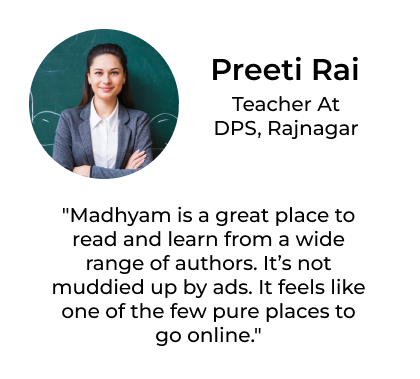 Preeti Rai
Teacher At
DPS, Rajnagar
"Madhyam is a great place to
read and learn from a wide
range of authors. It’s not
muddied up by ads. It feels like
one of the few pure places to
go online."